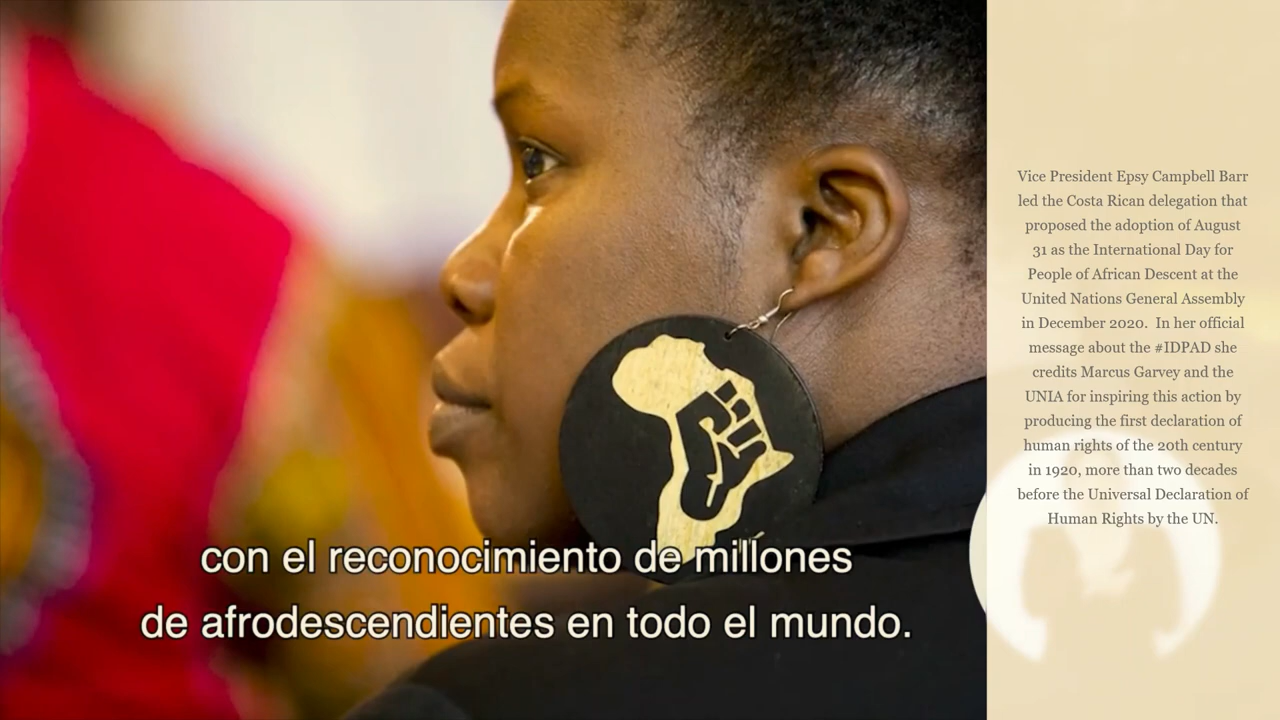 Vice President Epsy Campbell Barr
led the Costa Rican delegation that
proposed the adoption of August
31 as the International Day for
People of African Descent at the
United Nations General Assembly
in December 2020.  In her official
message about the #IDPAD she
credits Marcus Garvey and the
UNIA for inspiring this action by
producing the first declaration of
human rights of the 20th century
in 1920, more than two decades
before the Universal Declaration of
Human Rights by the UN.
con el reconocimiento de millones
de afrodescendientes en todo el mundo.